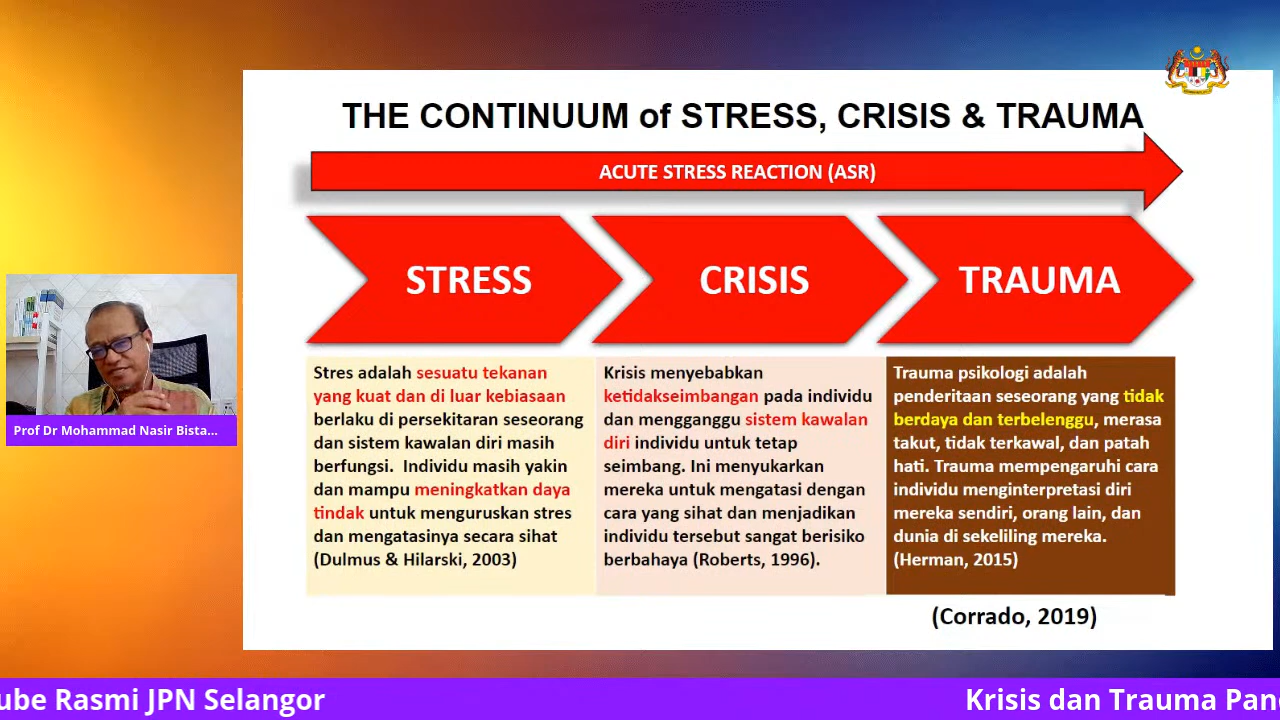 THE CONTINUUM of STRESS, CRISIS & TRAUMA
ACUTE STRESS REACTION (ASR)
STRESS
CRISIS
TRAUMA
Stres adalah sesuatu tekanan
yang kuat dan di luar kebiasaan
berlaku di persekitaran seseorang
dan sistem kawalan diri masih
berfungsi. Individu masih yakin
dan mampu meningkatkan daya
tindak untuk menguruskan stres
dan mengatasinya secara sihat
(Dulmus & Hilarski, 2003)
Krisis menyebabkan
ketidakseimbangan pada individu
dan mengganggu sistem kawalan
diri individu untuk tetap
seimbang. Ini menyukarkan
mereka untuk mengatasi dengan
cara yang sihat dan menjadikan
individu tersebut sangat berisiko
berbahaya (Roberts, 1996).
Trauma psikologi adalah
penderitaan seseorang yang tidak
berdaya dan terbelenggu, merasa
takut, tidak terkawal, dan patah
hati. Trauma mempengaruhi cara
individu menginterpretasi diri
mereka sendiri, orang lain, dan
dunia di sekeliling mereka.
(Herman, 2015)
(Corrado, 2019)
Prof Dr Mohammad Nasir Bista...
ube Rasmi JPN Selangor
Krisis dan Trauma Pan